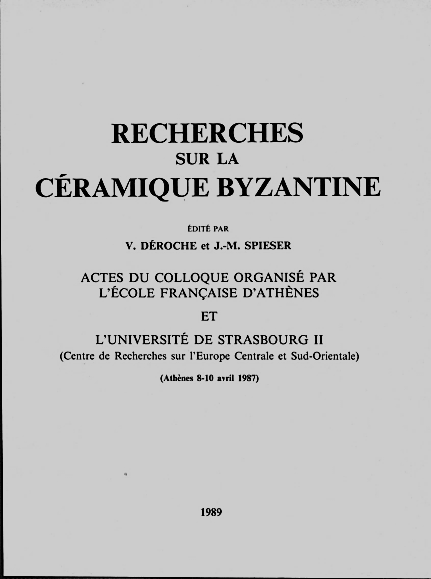 RECHERCHES
SUR LA
CÉRAMIQUE BYZANTINE
ÉDITÉ PAR
V. DÉROCHE et J.-M. SPIESER
ACTES DU COLLOQUE ORGANISÉ PAR
L'ÉCOLE FRANÇAISE D'ATHÈNES
ET
L'UNIVERSITÉ DE STRASBOURG II
(Centre de Recherches sur l'Europe Centrale et Sud-Orientale)
(Athènes 8-10 avril 1987)
1989